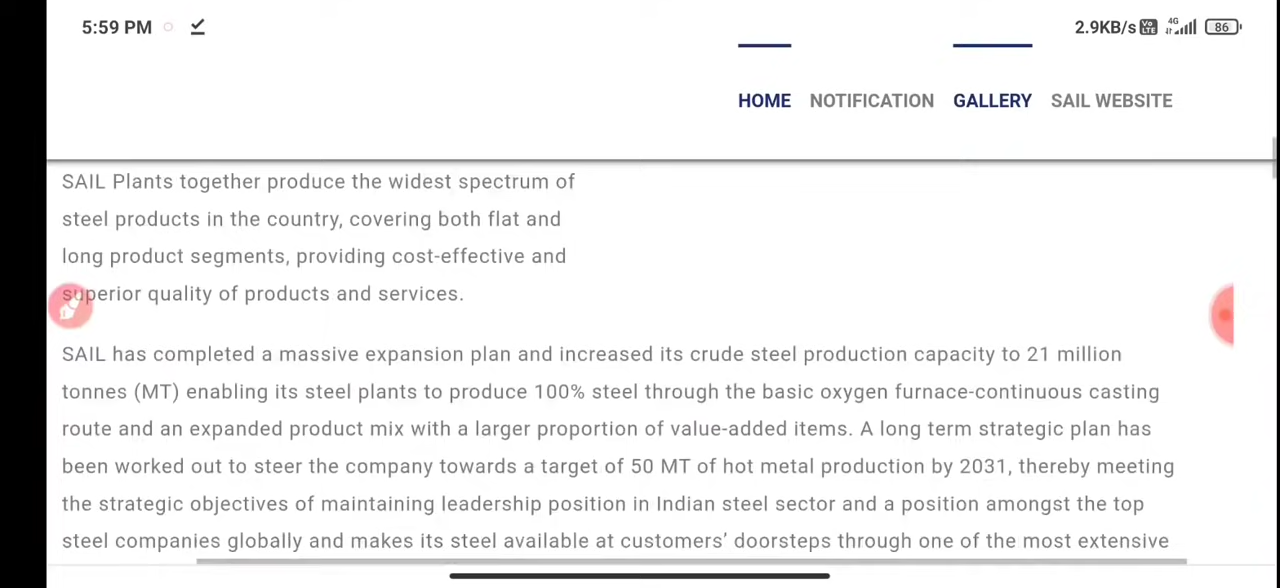 5:59 PM
2.9KB/s Vo LTE 4G 86
HOME NOTIFICATION GALLERY SAIL WEBSITE
SAIL Plants together produce the widest spectrum of
steel products in the country, covering both flat and
long product segments, providing cost-effective and
superior quality of products and services.
SAIL has completed a massive expansion plan and increased its crude steel production capacity to 21 million
tonnes (MT) enabling its steel plants to produce 100% steel through the basic oxygen furnace-continuous casting
route and an expanded product mix with a larger proportion of value-added items. A long term strategic plan has
been worked out to steer the company towards a target of 50 MT of hot metal production by 2031, thereby meeting
the strategic objectives of maintaining leadership position in Indian steel sector and a position amongst the top
steel companies globally and makes its steel available at customers’ doorsteps through one of the most extensive